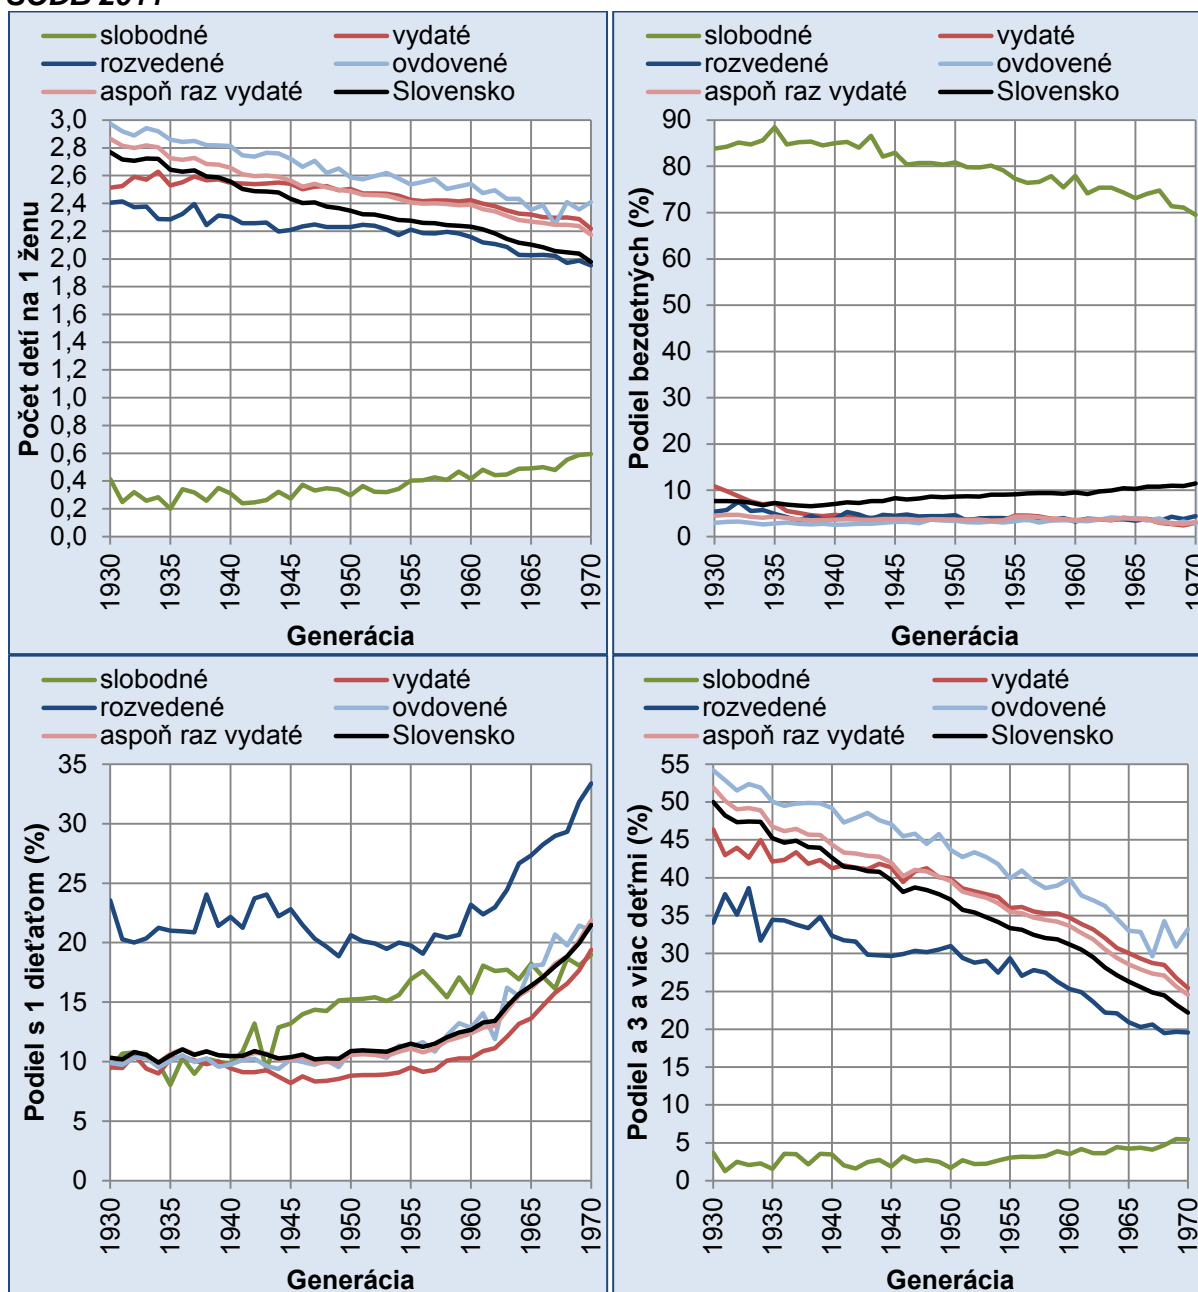 SODB 2011
slobodné vydaté
rozvedené ovdovené
aspoň raz vydaté Slovensko
Počet detí na 1 ženu
3,0
2,8
2,6
2,4
2,2
2,0
1,8
1,6
1,4
1,2
1,0
0,8
0,6
0,4
0,2
0,0
1930 1935 1940 1945 1950 1955 1960 1965 1970
Generácia
slobodné vydaté
rozvedené ovdovené
aspoň raz vydaté Slovensko
Podiel bezdetných (%)
90
80
70
60
50
40
30
20
10
0
1930 1935 1940 1945 1950 1955 1960 1965 1970
Generácia
slobodné vydaté
rozvedené ovdovené
aspoň raz vydaté Slovensko
Podiel s 1 dieťaťom (%)
35
30
25
20
15
10
5
0
1930 1935 1940 1945 1950 1955 1960 1965 1970
Generácia
slobodné vydaté
rozvedené ovdovené
aspoň raz vydaté Slovensko
Podiel a 3 a viac deťmi (%)
55
50
45
40
35
30
25
20
15
10
5
0
1930 1935 1940 1945 1950 1955 1960 1965 1970
Generácia